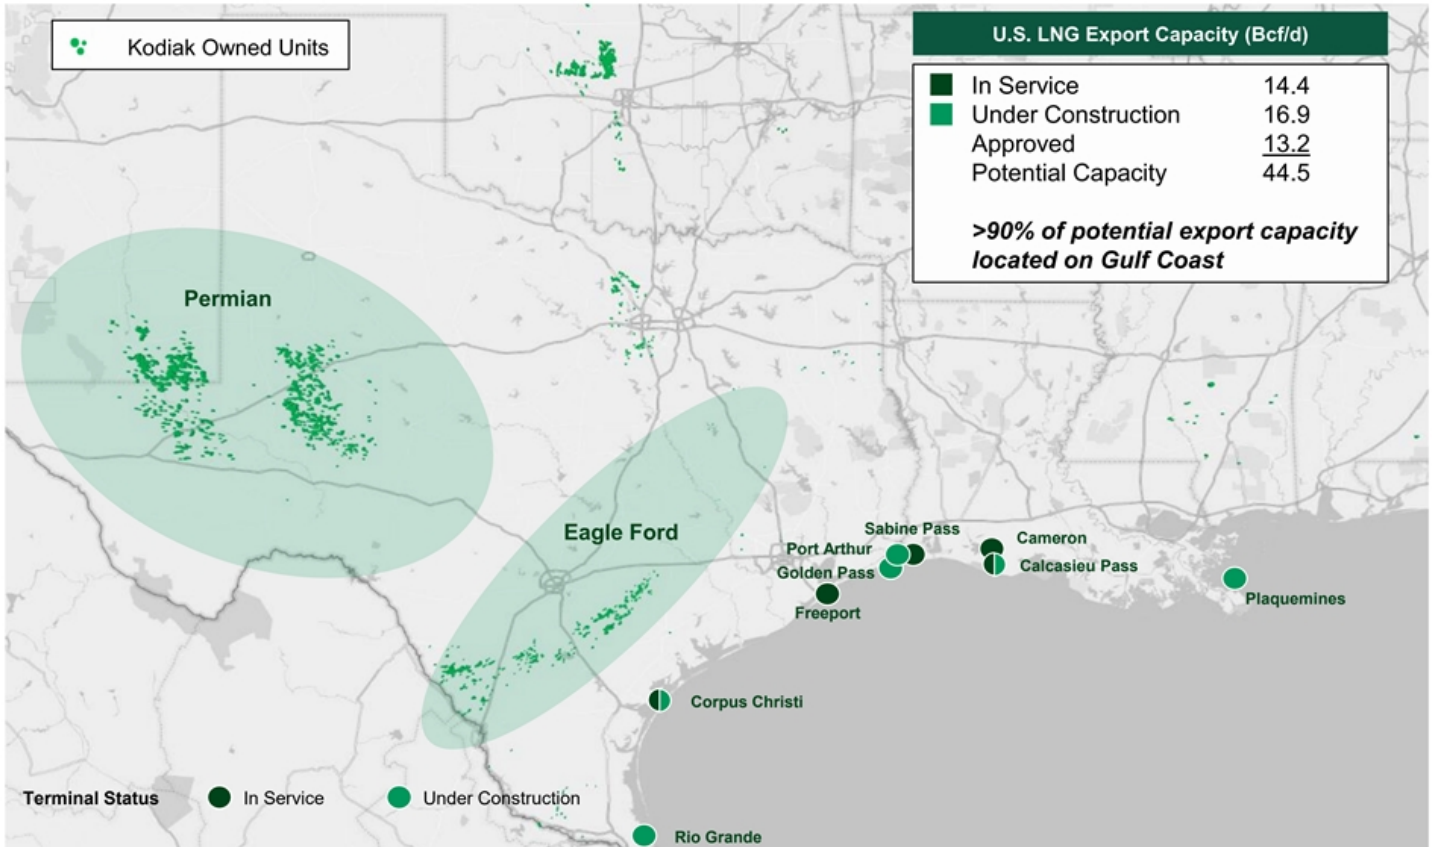 Kodiak Owned Units
U.S. LNG Export Capacity (Bcf/d)
In Service 14.4
Under Construction 16.9
Approved 13.2
Potential Capacity 44.5
>90% of potential export capacity
located on Gulf Coast
Permian
Eagle Ford
Sabine Pass
Port Arthur
Golden Pass
Freeport
Cameron
Calcasieu Pass
Plaquemines
Corpus Christi
Terminal Status In Service Under Construction
Rio Grande